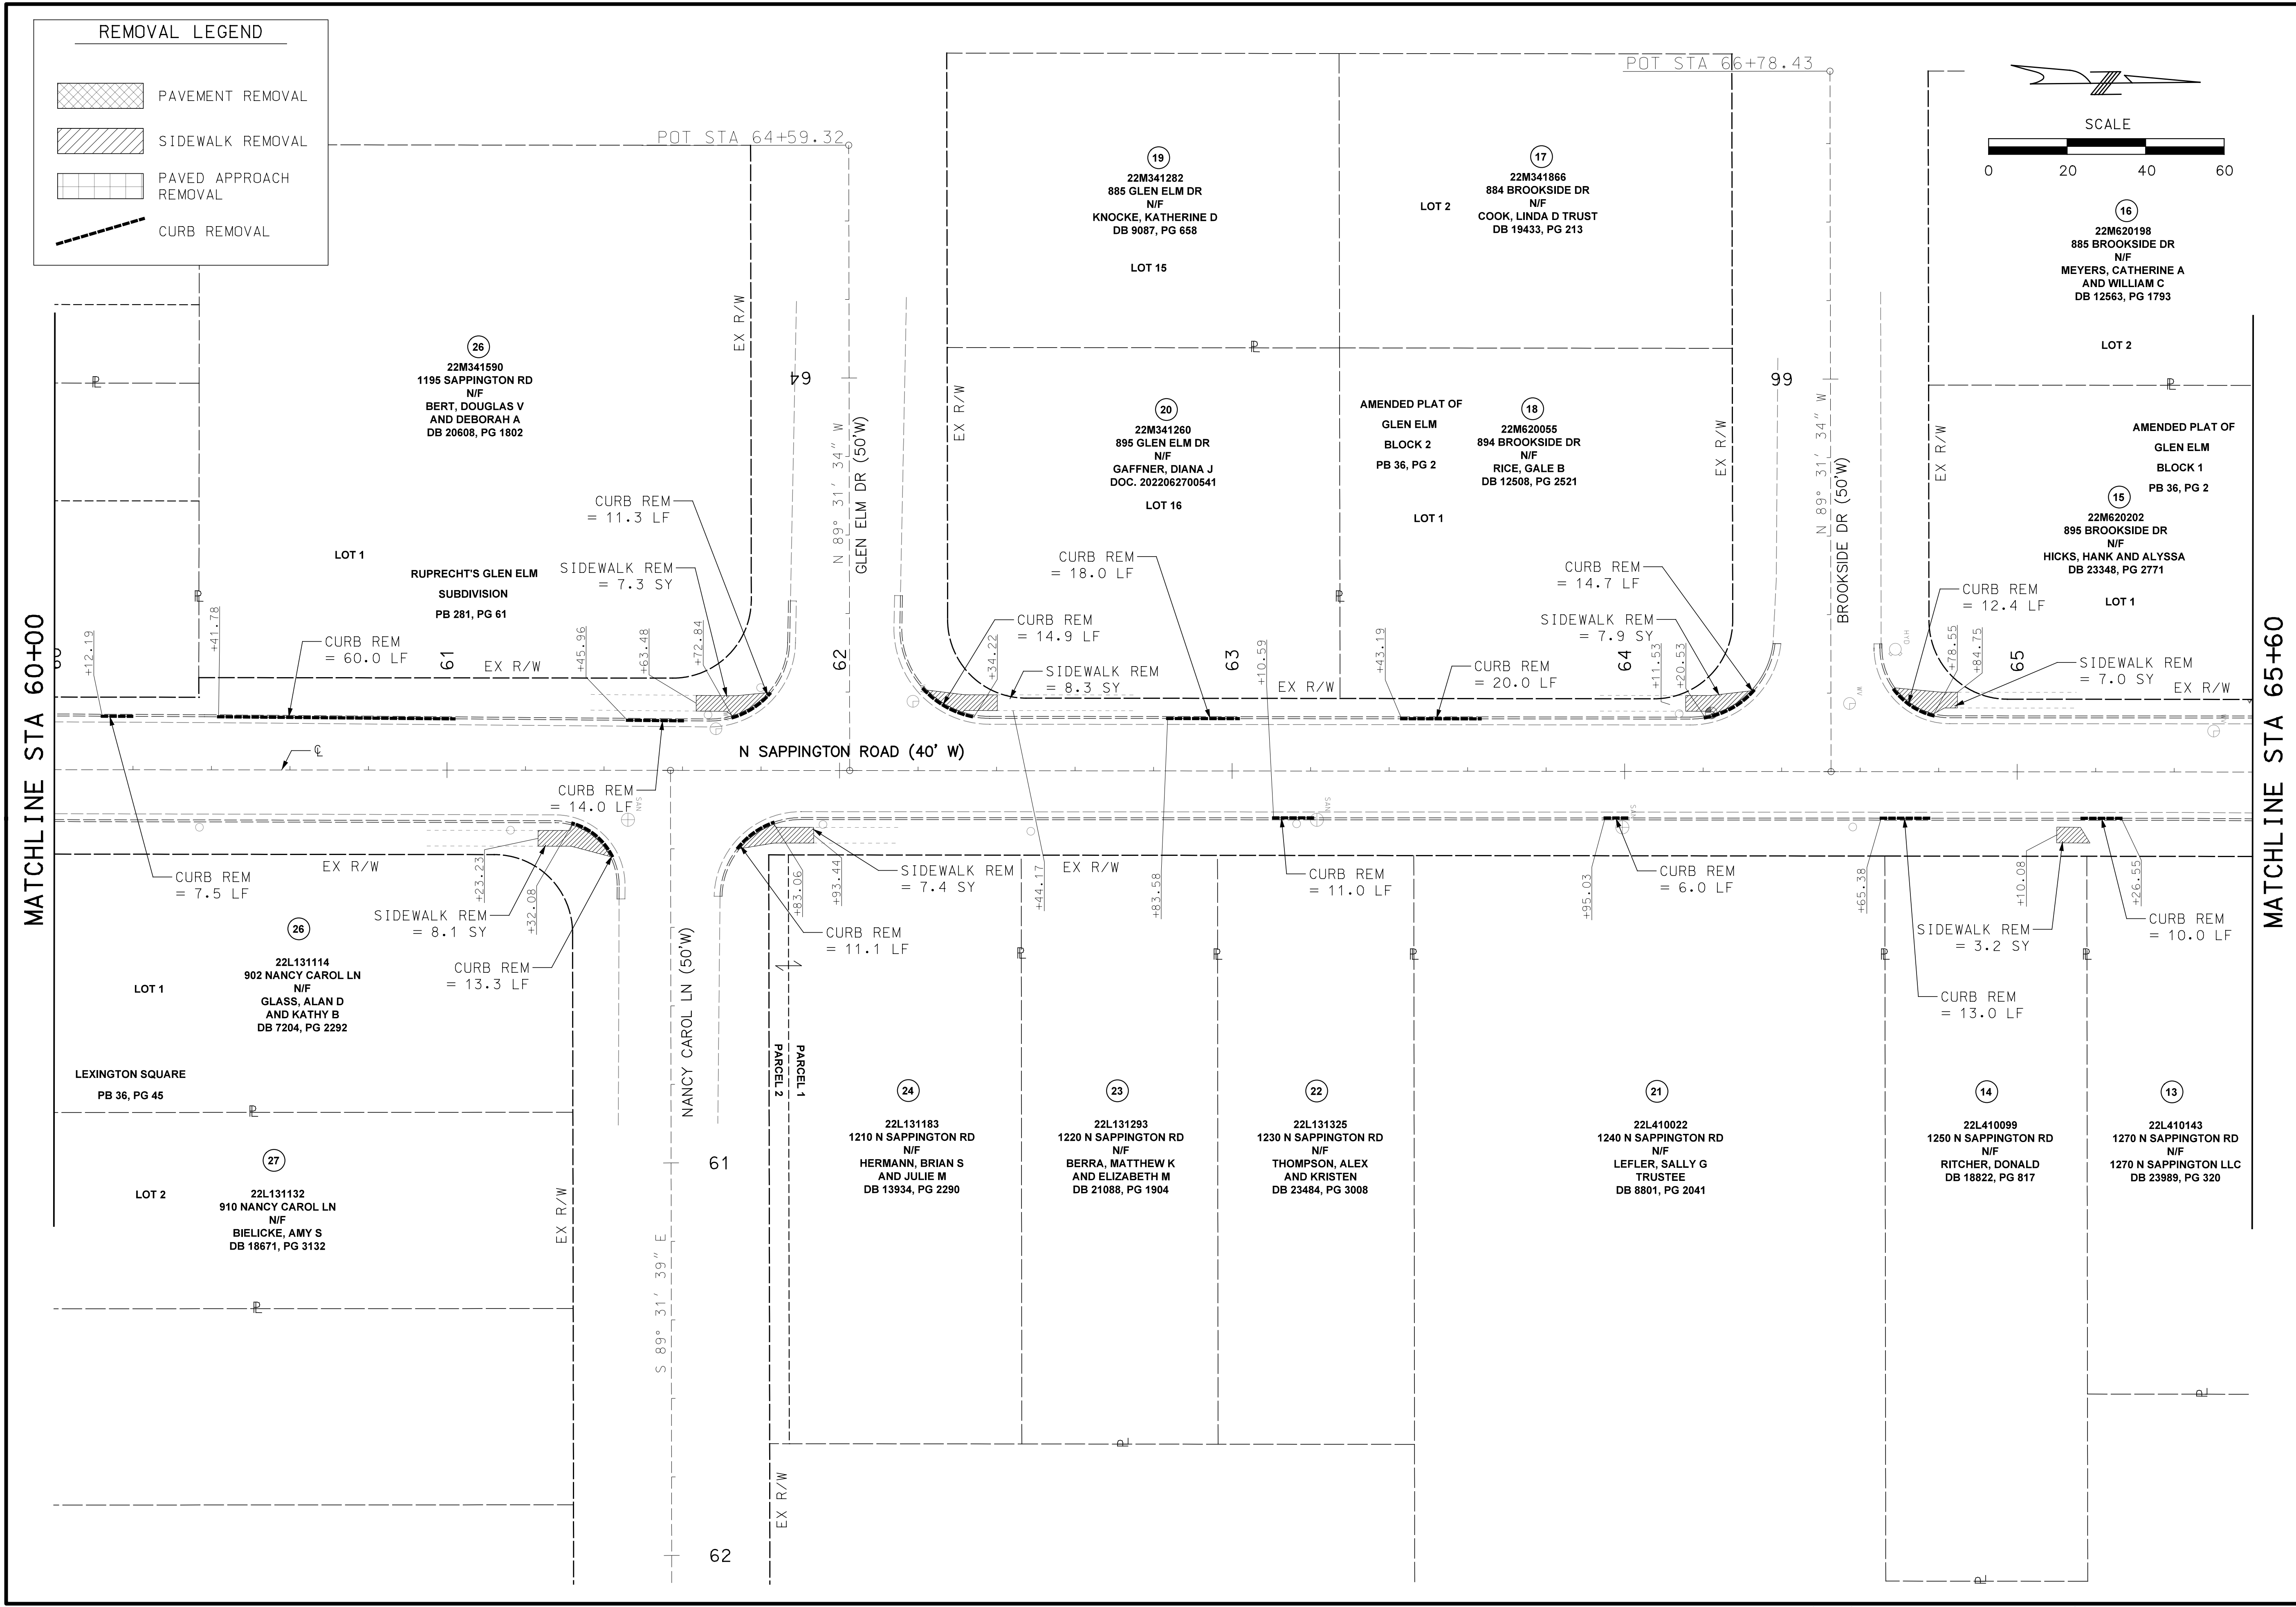 REMOVAL LEGEND
PAVEMENT REMOVAL
SIDEWALK REMOVAL
PAVED APPROACH
REMOVAL
CURB REMOVAL
POT STA 64+59.32
POT STA 66+78.43
SCALE
0 20 40 60
19
22M341282
885 GLEN ELM DR
N/F
KNOCKE, KATHERINE D
DB 9087, PG 658
LOT 15
17
22M341866
884 BROOKSIDE DR
N/F
COOK, LINDA D TRUST
DB 19433, PG 213
LOT 2
16
22M620198
885 BROOKSIDE DR
N/F
MEYERS, CATHERINE A
AND WILLIAM C
DB 12563, PG 1793
LOT 2
26
22M341590
1195 SAPPINGTON RD
N/F
BERT, DOUGLAS V
AND DEBORAH A
DB 20608, PG 1802
LOT 1
RUPRECHT'S GLEN ELM
SUBDIVISION
PB 281, PG 61
EX R/W
64
N 89° 31' 34" W
GLEN ELM DR (50'W)
EX R/W
PL
PL
PL
20
22M341260
895 GLEN ELM DR
N/F
GAFFNER, DIANA J
DOC. 2022062700541
LOT 16
AMENDED PLAT OF
GLEN ELM
BLOCK 2
PB 36, PG 2
LOT 1
18
22M620055
894 BROOKSIDE DR
N/F
RICE, GALE B
DB 12508, PG 2521
EX R/W
66
N 89° 31' 34" W
BROOKSIDE DR (50'W)
EX R/W
PL
AMENDED PLAT OF
GLEN ELM
BLOCK 1
PB 36, PG 2
15
22M620202
895 BROOKSIDE DR
N/F
HICKS, HANK AND ALYSSA
DB 23348, PG 2771
LOT 1
CURB REM
= 11.3 LF
SIDEWALK REM
= 7.3 SY
CURB REM
= 60.0 LF
CURB REM
= 18.0 LF
CURB REM
= 14.9 LF
SIDEWALK REM
= 8.3 SY
CURB REM
= 14.7 LF
SIDEWALK REM
= 7.9 SY
CURB REM
= 20.0 LF
CURB REM
= 12.4 LF
SIDEWALK REM
= 7.0 SY
PL
PL
HYD
WV
60
+12.19
+41.78
61
EX R/W
+45.96
+63.48
+72.84
62
+34.22
63
+10.59
EX R/W
+43.19
64
+11.53
+20.53
+78.55
+84.75
65
EX R/W
MATCHLINE STA 60+00
MATCHLINE STA 65+60
CL
N SAPPINGTON ROAD (40' W)
CURB REM
= 14.0 LF
SAN
SAN
SAN
CURB REM
= 7.5 LF
EX R/W
+23.23
+32.08
SIDEWALK REM
= 8.1 SY
CURB REM
= 13.3 LF
+83.06
+93.44
SIDEWALK REM
= 7.4 SY
CURB REM
= 11.1 LF
+44.17
EX R/W
+83.58
CURB REM
= 11.0 LF
+95.03
CURB REM
= 6.0 LF
+65.38
+10.08
SIDEWALK REM
= 3.2 SY
+26.55
CURB REM
= 10.0 LF
CURB REM
= 13.0 LF
PL
PL
PL
PL
PL
26
22L131114
902 NANCY CAROL LN
N/F
GLASS, ALAN D
AND KATHY B
DB 7204, PG 2292
LOT 1
LEXINGTON SQUARE
PB 36, PG 45
PL
27
22L131132
910 NANCY CAROL LN
N/F
BIELICKE, AMY S
DB 18671, PG 3132
LOT 2
PL
EX R/W
NANCY CAROL LN (50'W)
61
S 89° 31' 39" E
62
EX R/W
PARCEL 2
PARCEL 1
24
22L131183
1210 N SAPPINGTON RD
N/F
HERMANN, BRIAN S
AND JULIE M
DB 13934, PG 2290
23
22L131293
1220 N SAPPINGTON RD
N/F
BERRA, MATTHEW K
AND ELIZABETH M
DB 21088, PG 1904
22
22L131325
1230 N SAPPINGTON RD
N/F
THOMPSON, ALEX
AND KRISTEN
DB 23484, PG 3008
21
22L410022
1240 N SAPPINGTON RD
N/F
LEFLER, SALLY G
TRUSTEE
DB 8801, PG 2041
14
22L410099
1250 N SAPPINGTON RD
N/F
RITCHER, DONALD
DB 18822, PG 817
13
22L410143
1270 N SAPPINGTON RD
N/F
1270 N SAPPINGTON LLC
DB 23989, PG 320
PL
PL
PL